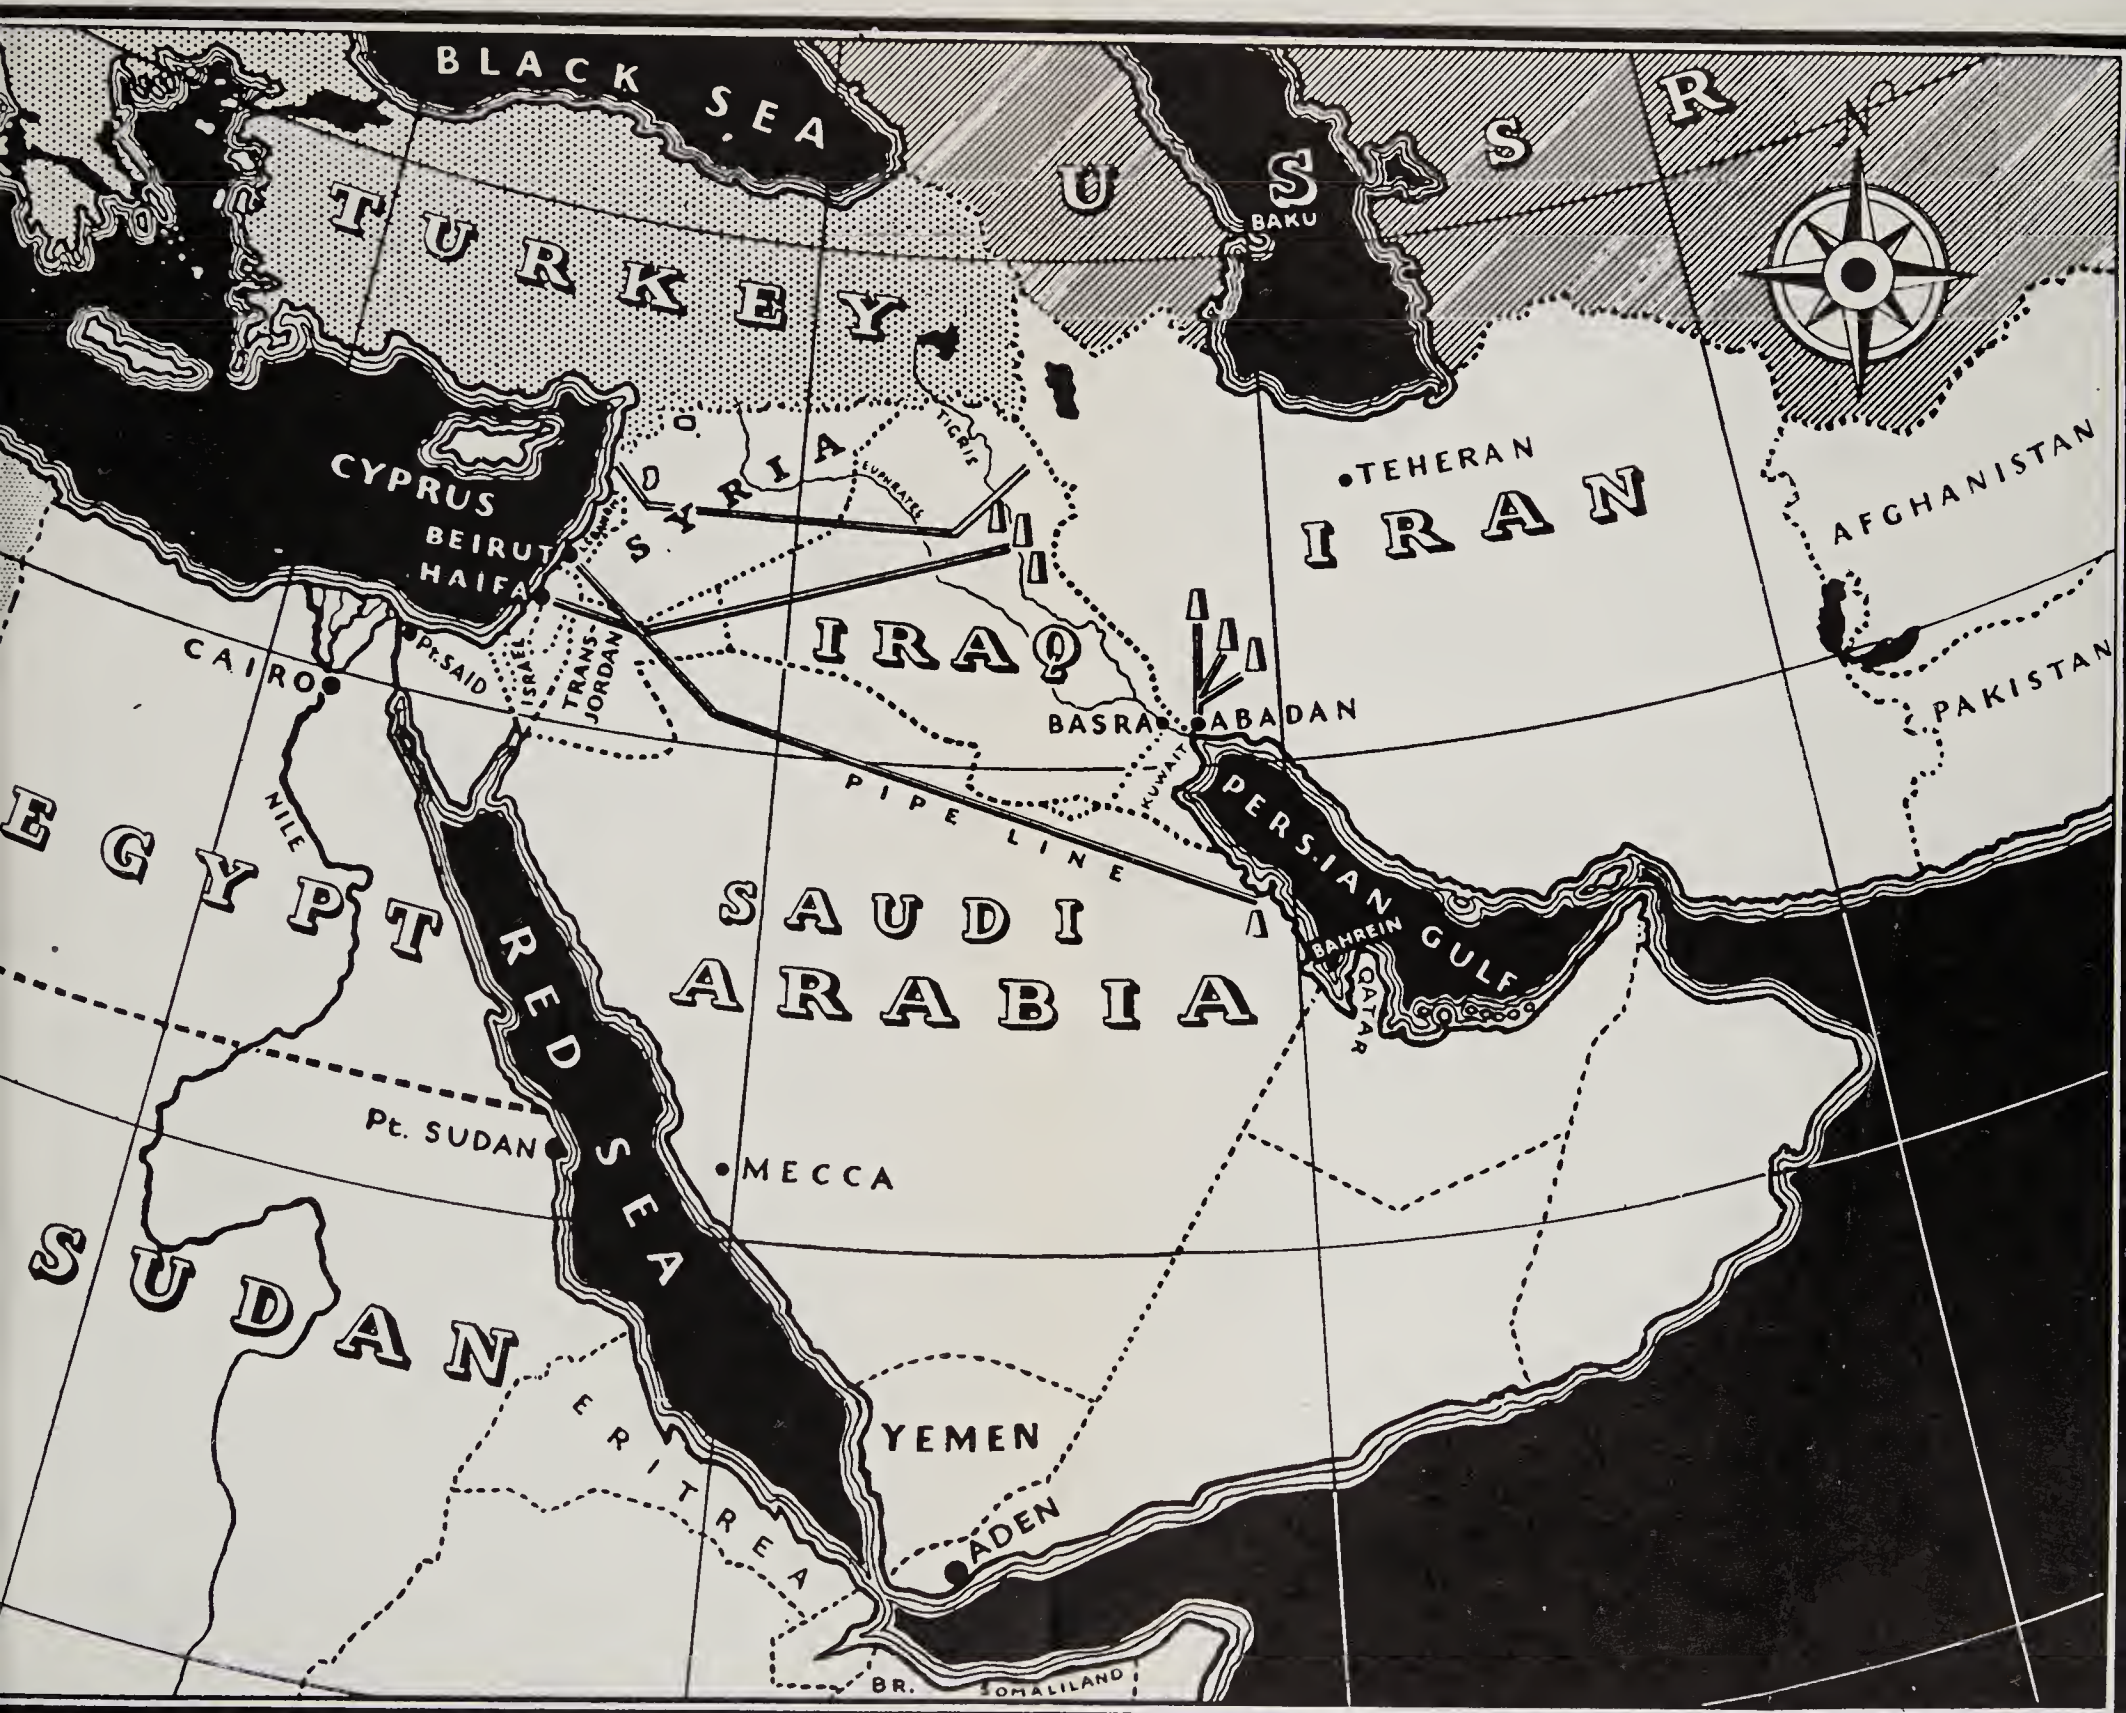 BLACK SEA
U S S R
N
BAKU
TURKEY
TIGRIS
SYRIA
EUPHRATES
TEHERAN
IRAN
AFGHANISTAN
CYPRUS
BEIRUT
HAIFA
CAIRO
Pt. SAID
ISRAEL
TRANS-
JORDAN
IRAQ
BASRA
ABADAN
PAKISTAN
KUWAIT
PIPE LINE
PERSIAN GULF
NILE
EGYPT
SAUDI
ARABIA
BAHREIN
QATAR
RED SEA
Pt. SUDAN
MECCA
SUDAN
ERITREA
YEMEN
ADEN
BR. SOMALILAND